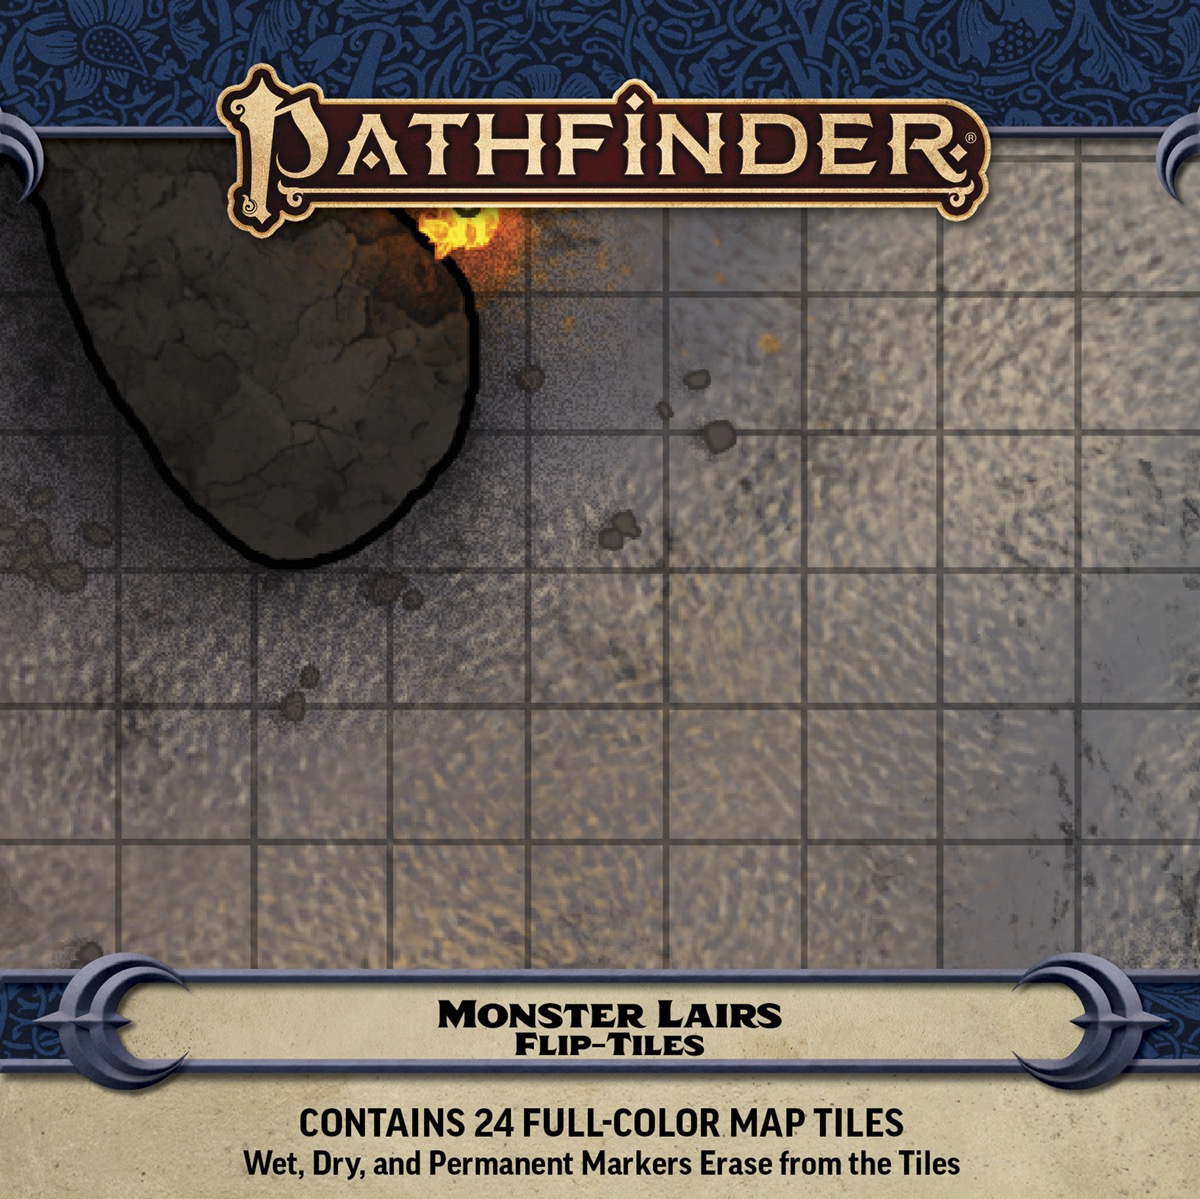 PATHFINDER®
MONSTER LAIRS
FLIP-TILES
CONTAINS 24 FULL-COLOR MAP TILES
Wet, Dry, and Permanent Markers Erase from the Tiles